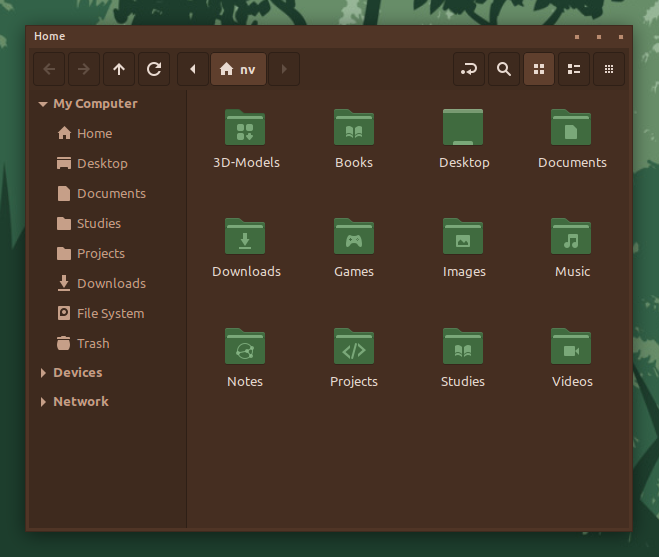 Home
nv
My Computer
Home
Desktop
Documents
Studies
Projects
Downloads
File System
Trash
Devices
Network
3D-Models Books Desktop Documents
Downloads Games Images Music
Notes Projects Studies Videos